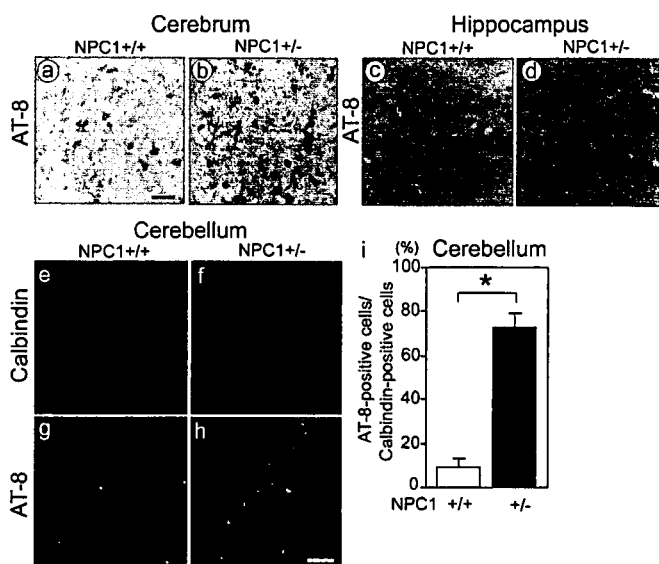 Cerebrum
NPC1+/+ NPC1+/-
a b
AT-8
Hippocampus
NPC1+/+ NPC1+/-
c d
AT-8
Cerebellum
NPC1+/+ NPC1+/-
e f
Calbindin
g h
AT-8
i (%) Cerebellum
AT-8-positive cells/
Calbindin-positive cells
100
80
60
40
20
0
*
NPC1 +/+ +/-